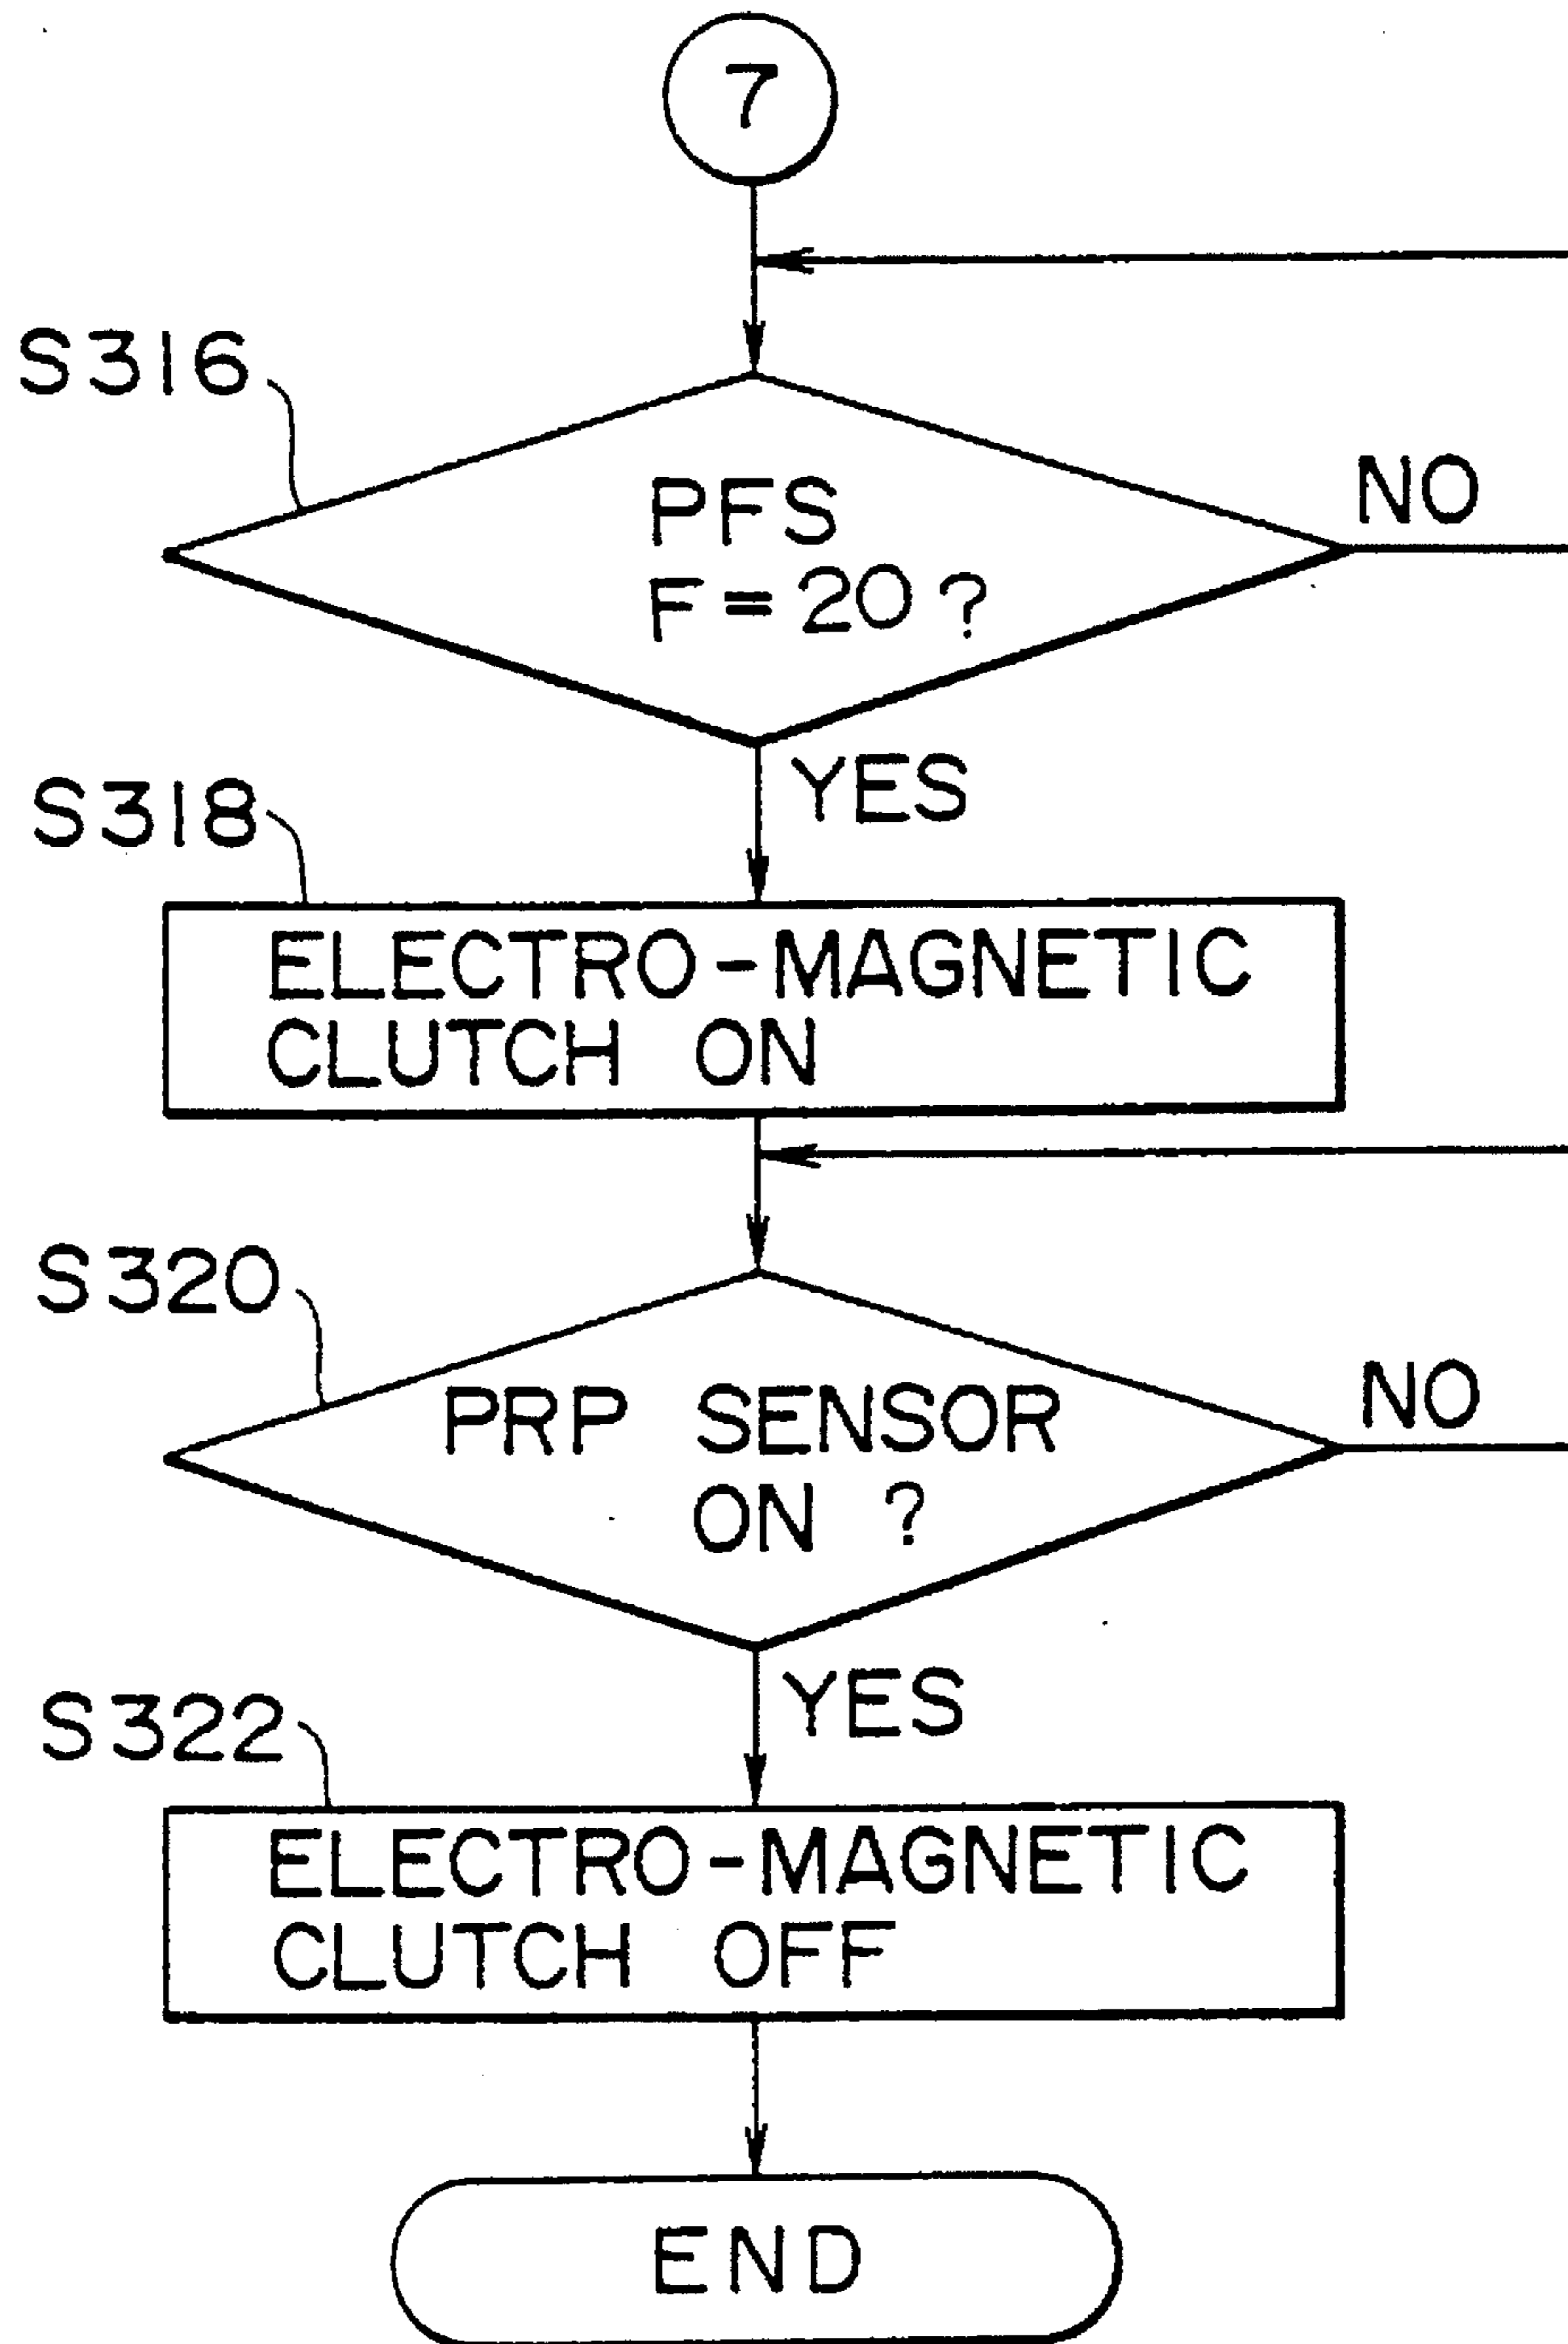 7
S316
PFS
F=20?
NO
YES
S318
ELECTRO-MAGNETIC
CLUTCH ON
S320
PRP SENSOR
ON ?
NO
YES
S322
ELECTRO-MAGNETIC
CLUTCH OFF
END